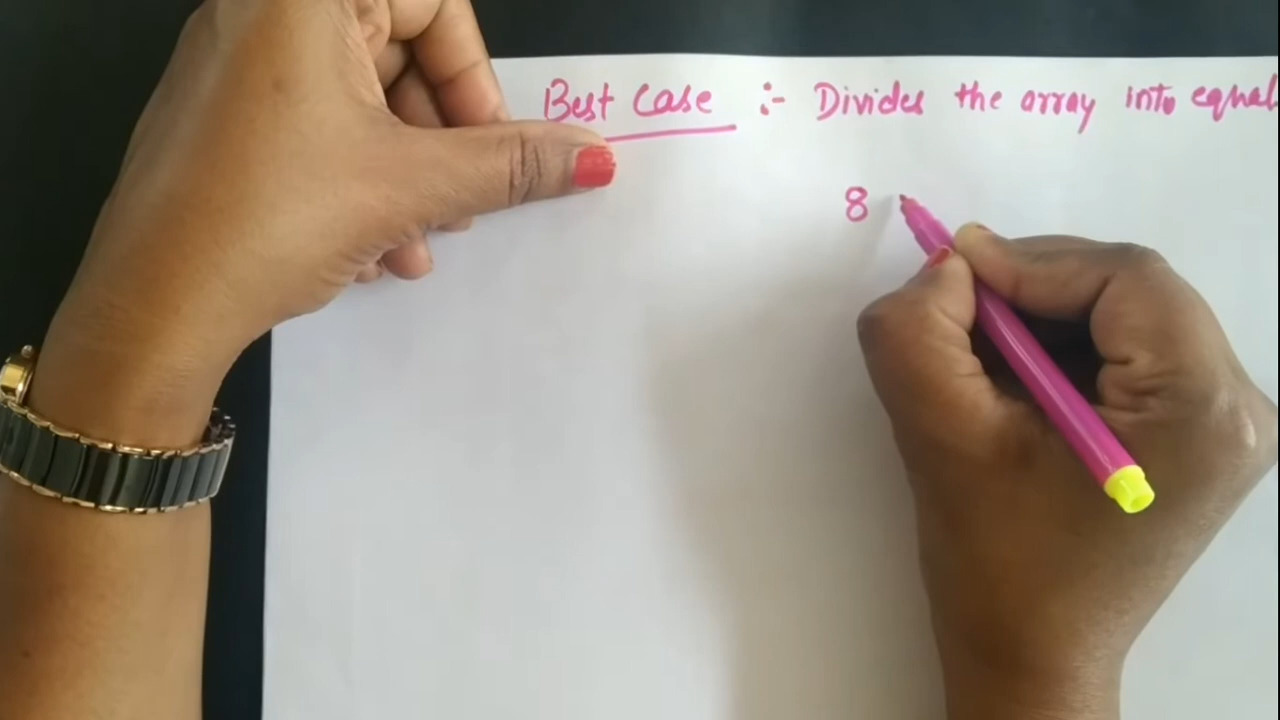 Best Case :- Divides the array into equal
8